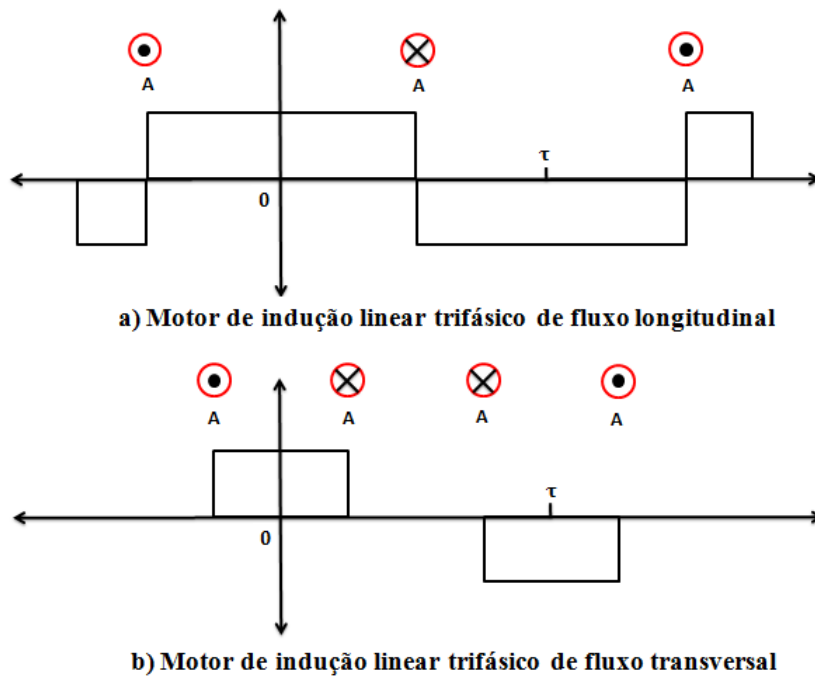 A A A
τ
0
a) Motor de indução linear trifásico de fluxo longitudinal
A A A A
τ
0
b) Motor de indução linear trifásico de fluxo transversal